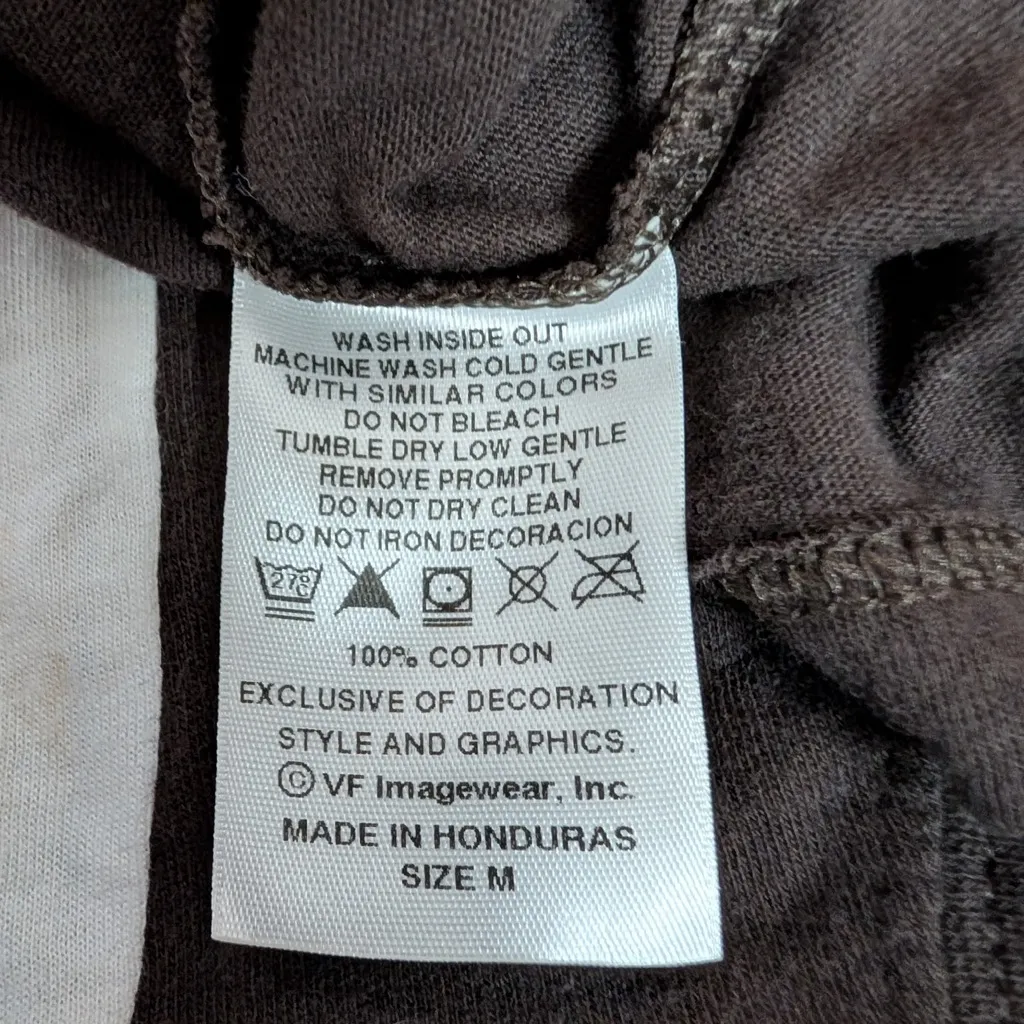 WASH INSIDE OUT
MACHINE WASH COLD GENTLE
WITH SIMILAR COLORS
DO NOT BLEACH
TUMBLE DRY LOW GENTLE
REMOVE PROMPTLY
DO NOT DRY CLEAN
DO NOT IRON DECORACION
27°C
100% COTTON
EXCLUSIVE OF DECORATION
STYLE AND GRAPHICS.
© VF Imagewear, Inc.
MADE IN HONDURAS
SIZE M